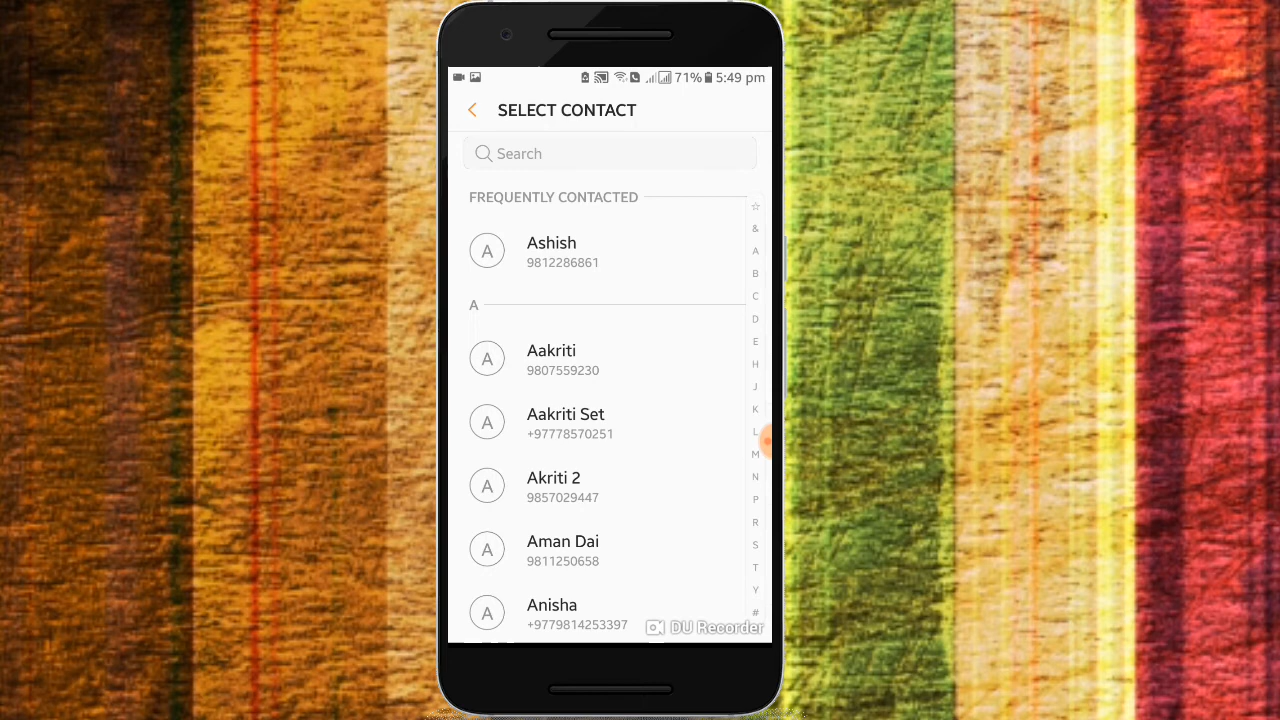 71% 5:49 pm
SELECT CONTACT
Search
FREQUENTLY CONTACTED
A
Ashish
9812286861
A
A
Aakriti
9807559230
A
Aakriti Set
+97778570251
A
Akriti 2
9857029447
A
Aman Dai
9811250658
A
Anisha
+9779814253397
☆
&
A
B
C
D
E
H
J
K
L
M
N
P
R
S
T
Y
#
DU Recorder